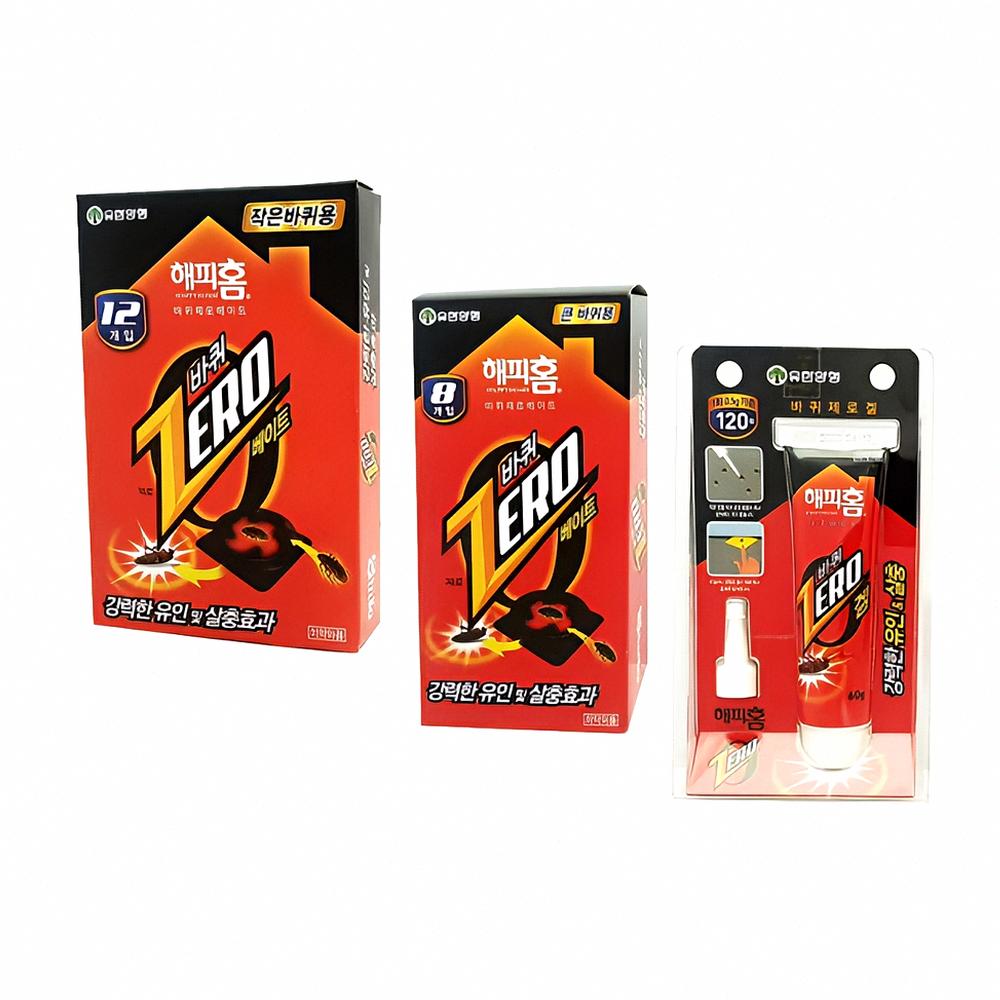 유한양행
작은바퀴용
해피홈
12
개입
바퀴
ZERO
베이트
강력한 유인 및 살충효과
유한양행
큰 바퀴용
해피홈
8
개입
바퀴
ZERO
베이트
강력한 유인 및 살충효과
유한양행
바퀴제로겔
120
해피홈
바퀴
ZERO
겔
강력한 유인 & 살충
60g
해피홈
ZERO